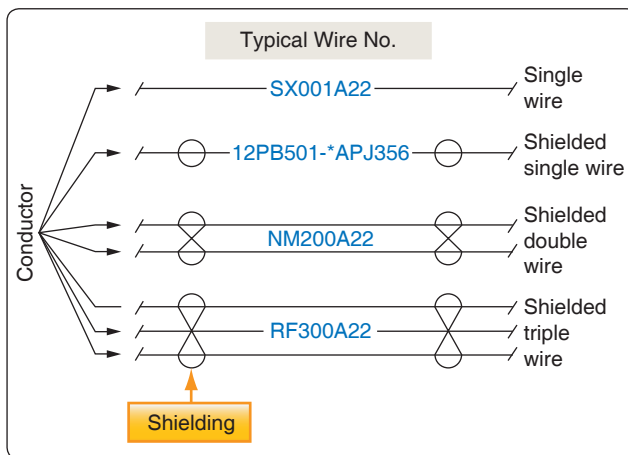 Typical Wire No.
SX001A22
Single
wire
12PB501-*APJ356
Shielded
single wire
Conductor
NM200A22
Shielded
double
wire
RF300A22
Shielded
triple
wire
Shielding